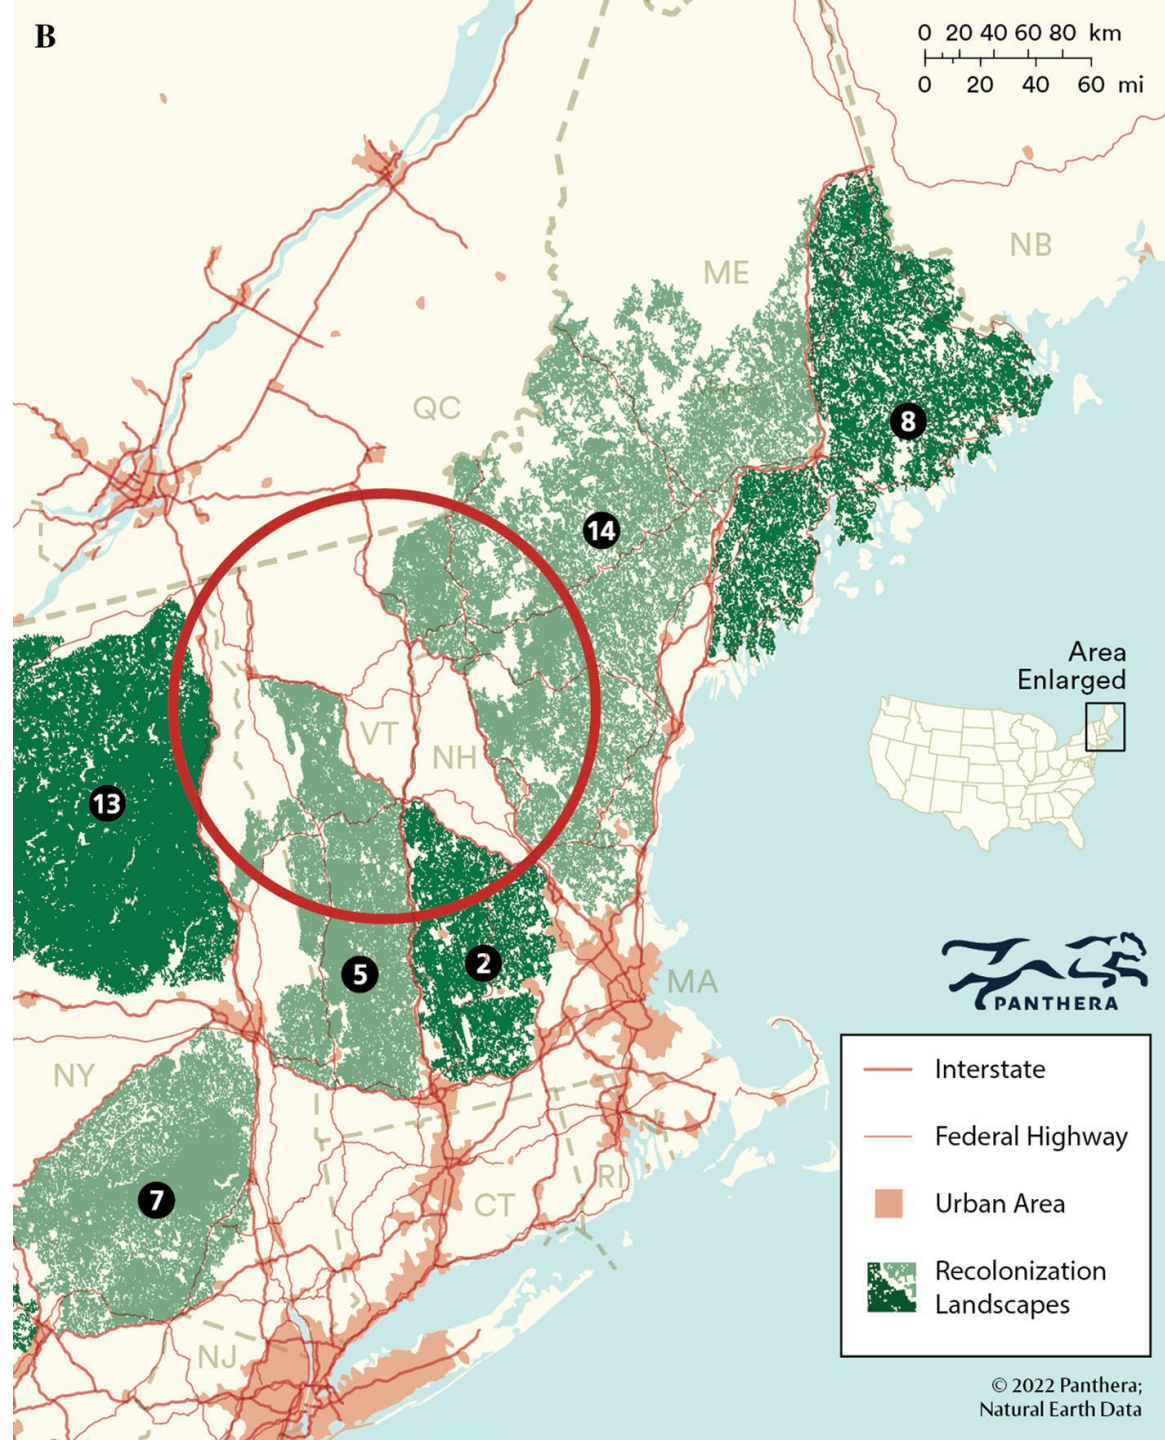 B
0 20 40 60 80 km
0 20 40 60 mi
NB
ME
QC
8
14
Area
Enlarged
VT
NH
13
5
2
MA
PANTHERA
NY
7
CT
RI
NJ
Interstate
Federal Highway
Urban Area
Recolonization
Landscapes
© 2022 Panthera;
Natural Earth Data